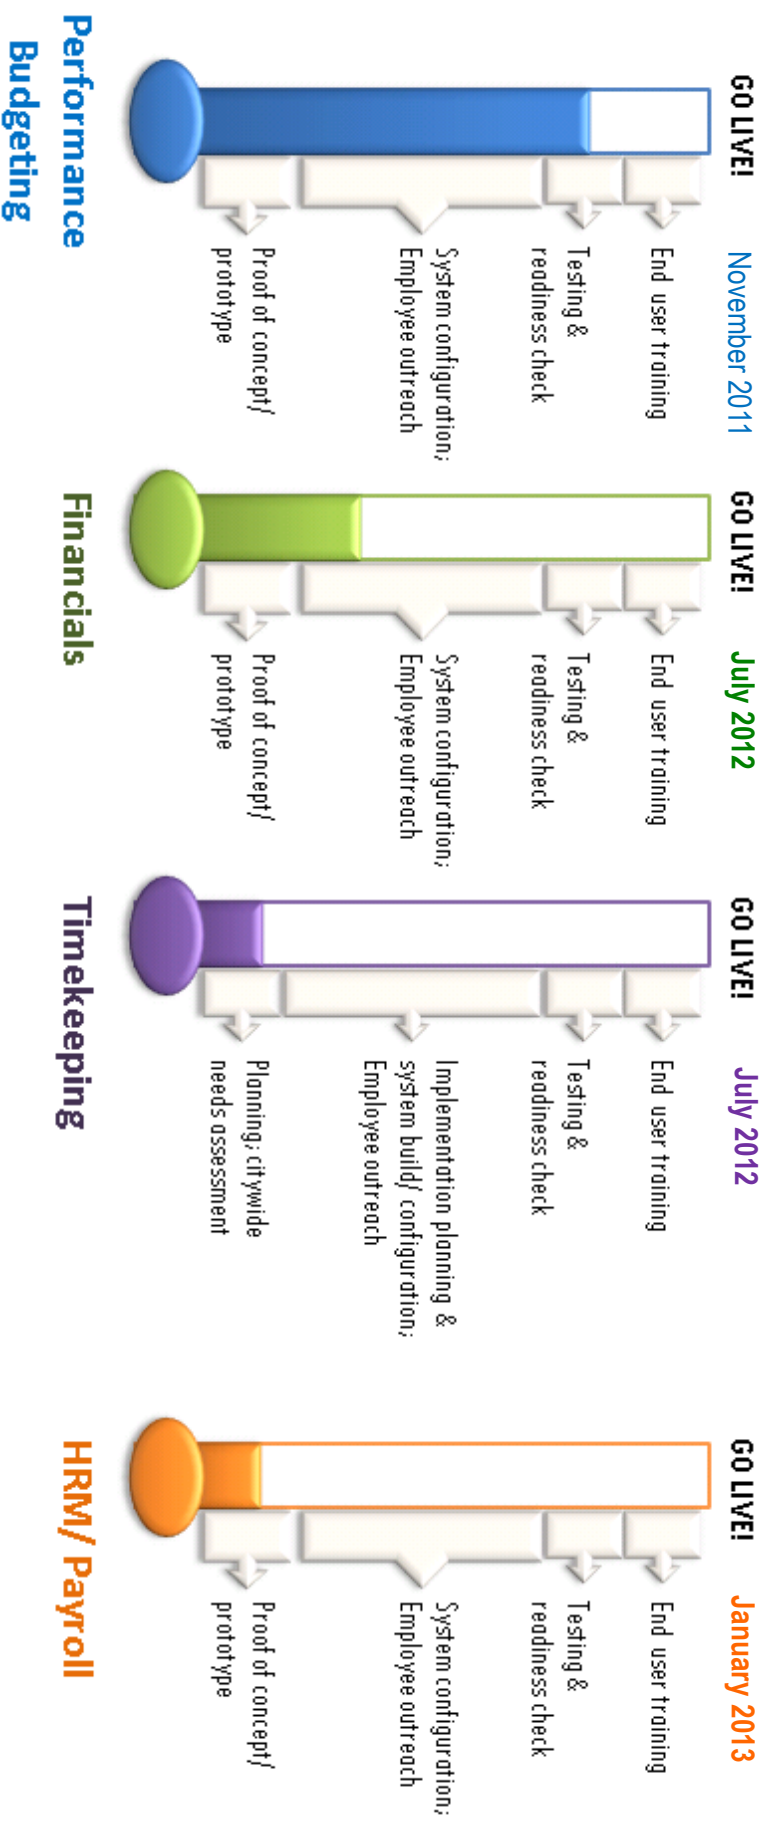 GO LIVE! November 2011
End user training
Testing &
readiness check
System configuration;
Employee outreach
Proof of concept/
prototype
Performance
Budgeting
GO LIVE! July 2012
End user training
Testing &
readiness check
System configuration;
Employee outreach
Proof of concept/
prototype
Financials
GO LIVE! July 2012
End user training
Testing &
readiness check
Implementation planning &
system build/ configuration;
Employee outreach
Planning; citywide
needs assessment
Timekeeping
GO LIVE! January 2013
End user training
Testing &
readiness check
System configuration;
Employee outreach
Proof of concept/
prototype
HRM/ Payroll